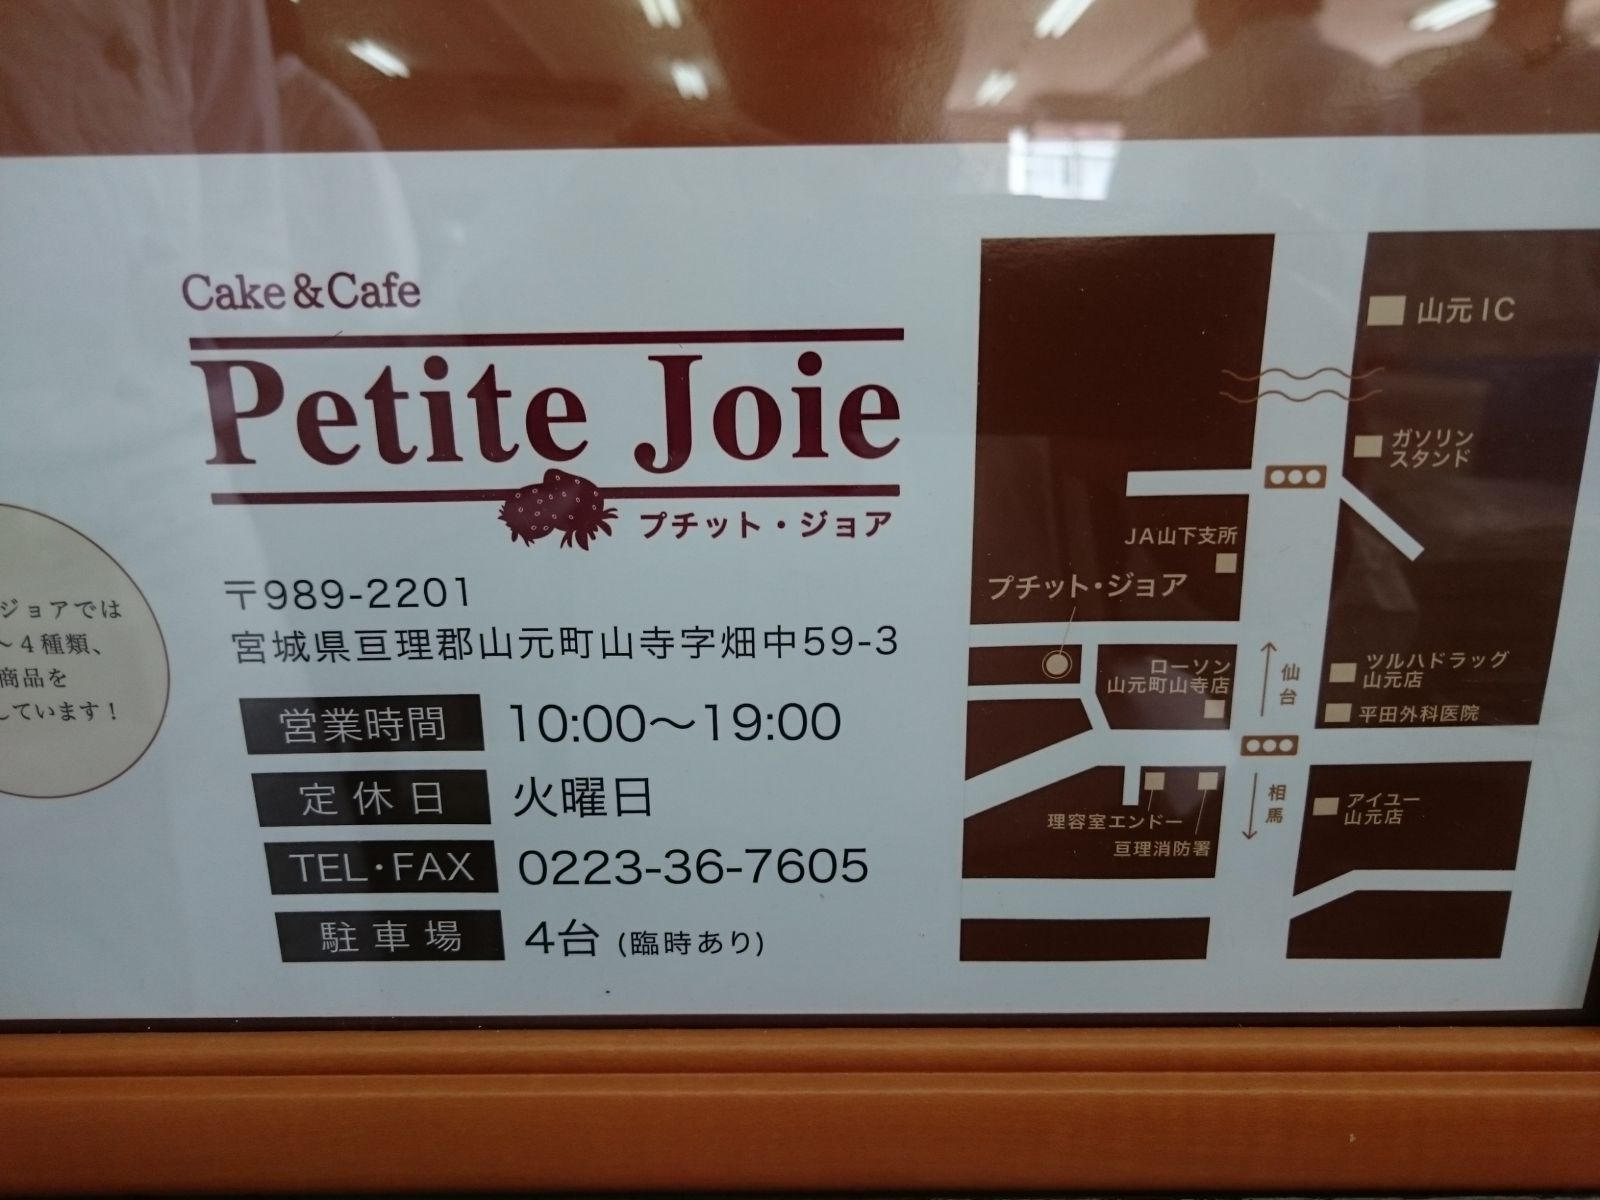 Cake&Cafe
Petite Joie
プチット・ジョア
〒989-2201
宮城県亘理郡山元町山寺字畑中59-3
営業時間 10:00〜19:00
定休日 火曜日
TEL・FAX 0223-36-7605
駐車場 4台 (臨時あり)
ジョアでは
〜4種類、
商品を
しています!
山元IC
ガソリン
スタンド
JA山下支所
プチット・ジョア
ローソン
山元町山寺店
仙台
ツルハドラッグ
山元店
平田外科医院
相馬
アイユー
山元店
理容室エンドー
亘理消防署